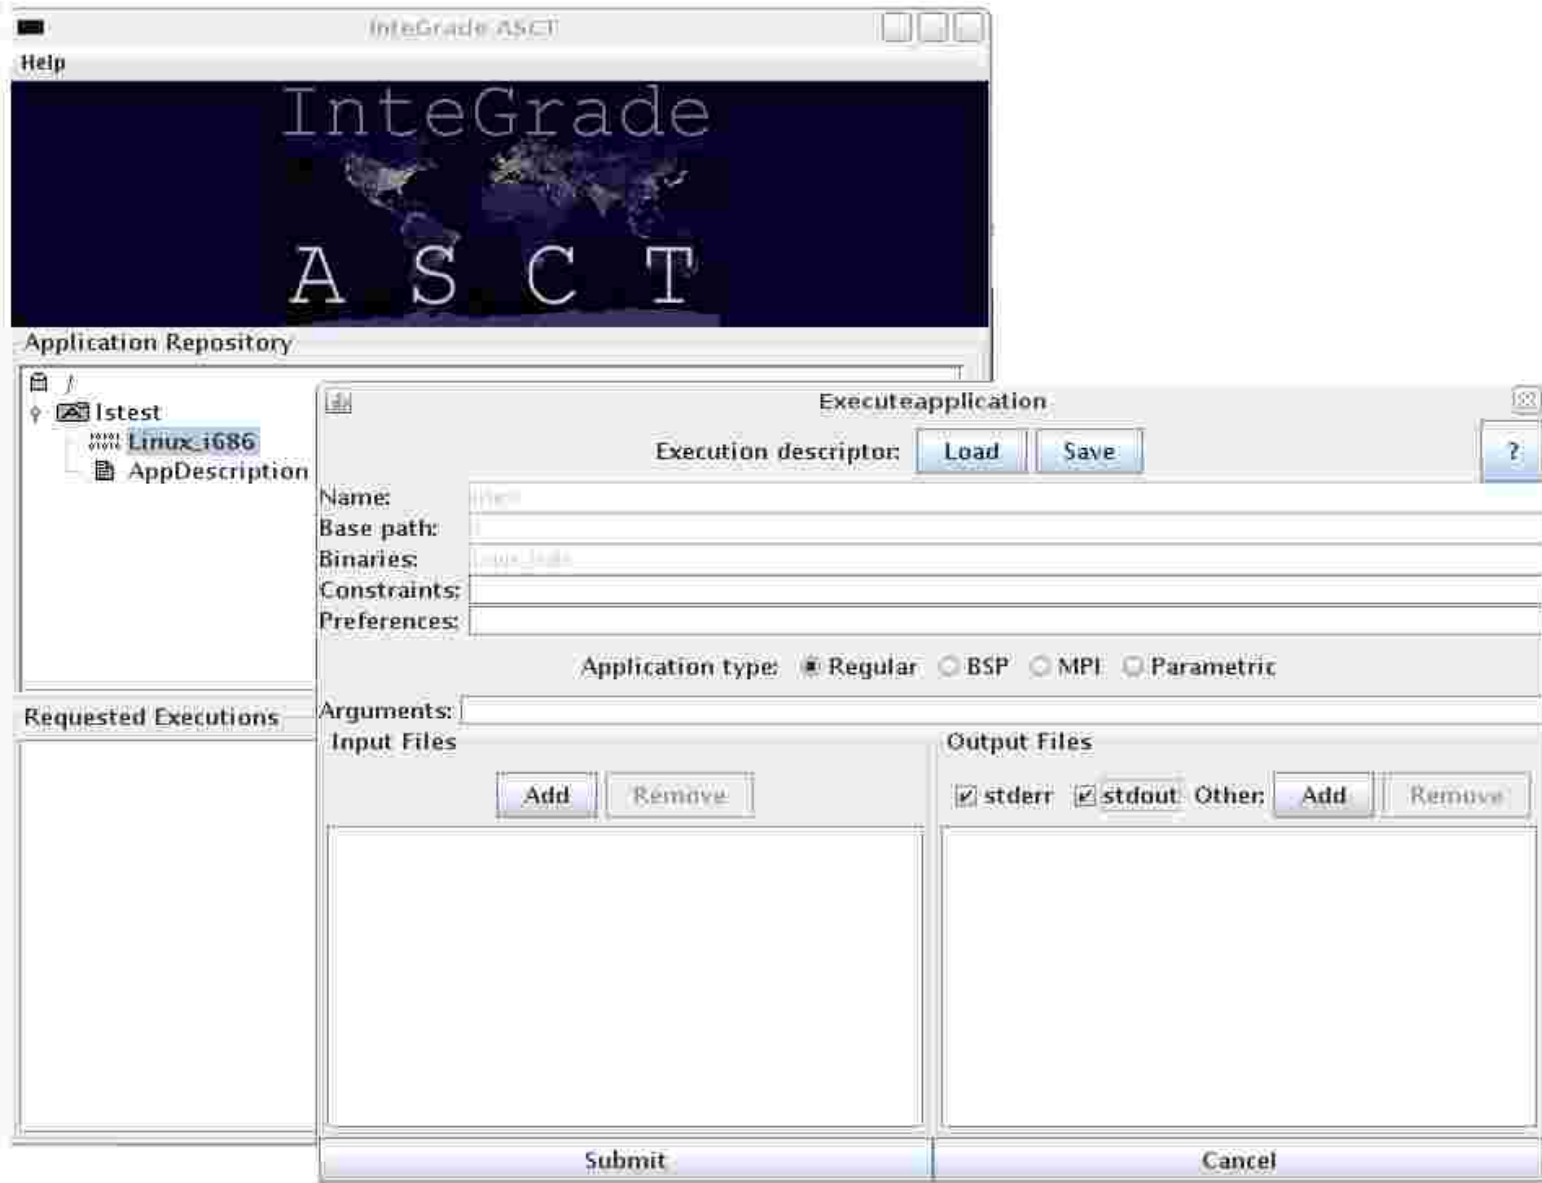 InteGrade ASCT
Help
InteGrade
A S C T
Application Repository
/
lstest
Linux_i686
AppDescription
Executeapplication
Execution descriptor: Load Save ?
Name:
Base path: /
Binaries: Linux_i686
Constraints:
Preferences:
Application type: Regular BSP MPI Parametric
Requested Executions
Arguments:
Input Files
Add Remove
Output Files
stderr stdout Other: Add Remove
Submit Cancel